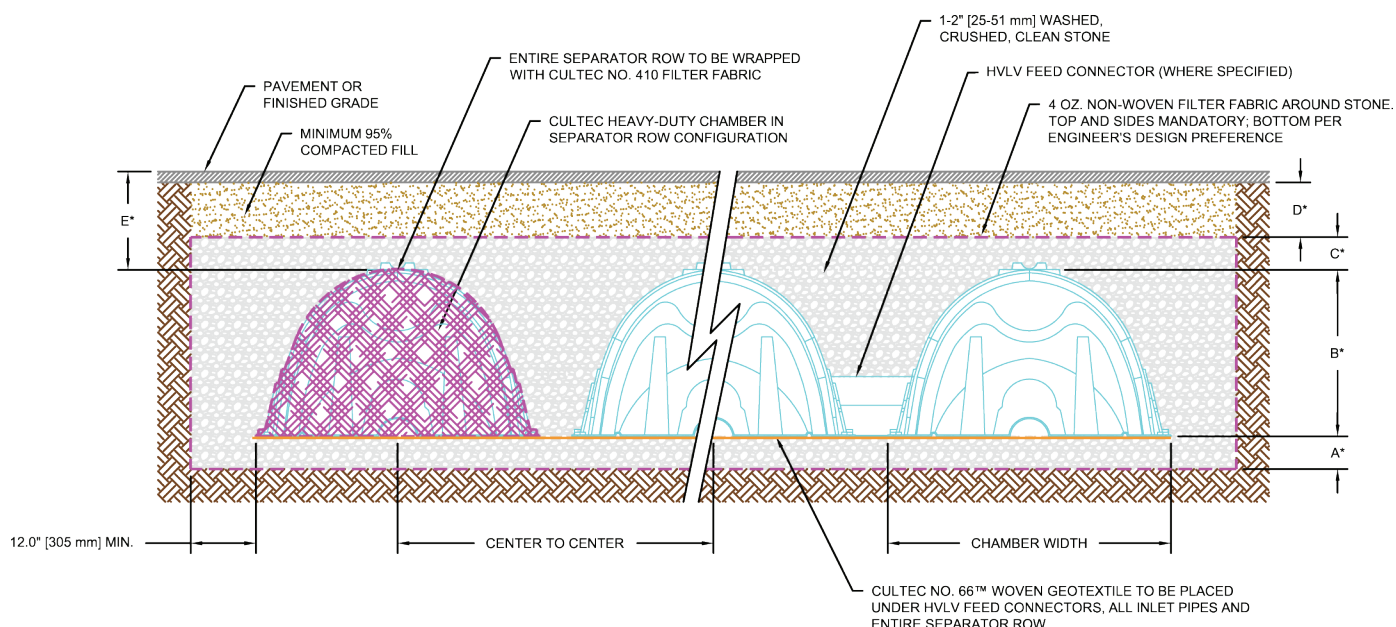 1-2" [25-51 mm] WASHED,
CRUSHED, CLEAN STONE
ENTIRE SEPARATOR ROW TO BE WRAPPED
WITH CULTEC NO. 410 FILTER FABRIC
HVLV FEED CONNECTOR (WHERE SPECIFIED)
PAVEMENT OR
FINISHED GRADE
4 OZ. NON-WOVEN FILTER FABRIC AROUND STONE.
TOP AND SIDES MANDATORY; BOTTOM PER
ENGINEER'S DESIGN PREFERENCE
CULTEC HEAVY-DUTY CHAMBER IN
SEPARATOR ROW CONFIGURATION
MINIMUM 95%
COMPACTED FILL
E*
D*
C*
B*
A*
12.0" [305 mm] MIN.
CENTER TO CENTER
CHAMBER WIDTH
CULTEC NO. 66™ WOVEN GEOTEXTILE TO BE PLACED
UNDER HVLV FEED CONNECTORS, ALL INLET PIPES AND
ENTIRE SEPARATOR ROW